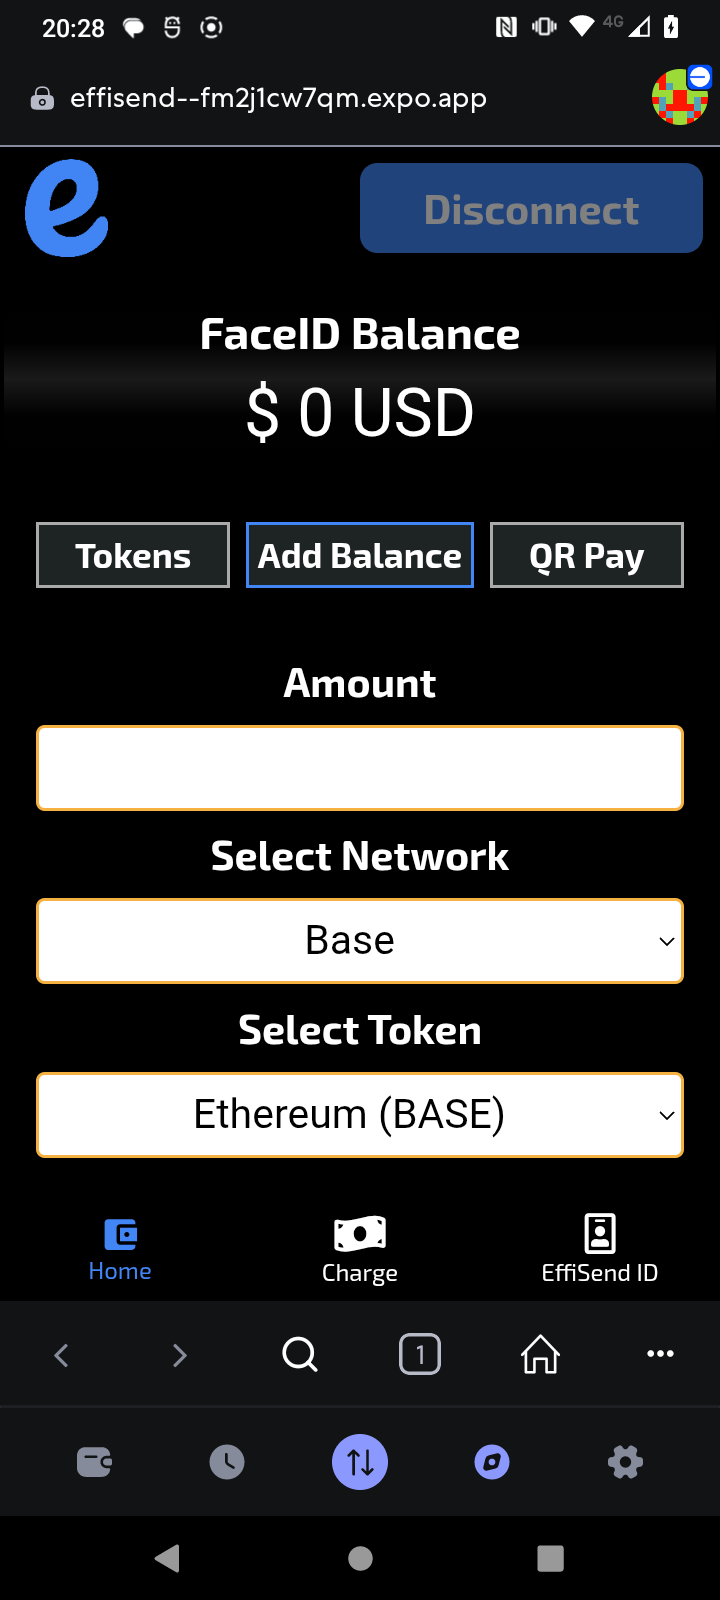 20:28
4G
effisend--fm2j1cw7qm.expo.app
e
Disconnect
FaceID Balance
$ 0 USD
Tokens
Add Balance
QR Pay
Amount
Select Network
Base
Select Token
Ethereum (BASE)
Home
Charge
EffiSend ID
1